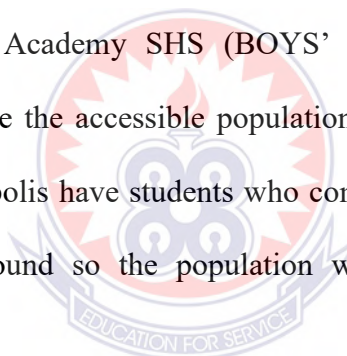 Academy SHS (BOYS’
e the accessible population
polis have students who con
ound so the population w
EDUCATION FOR SERVICE